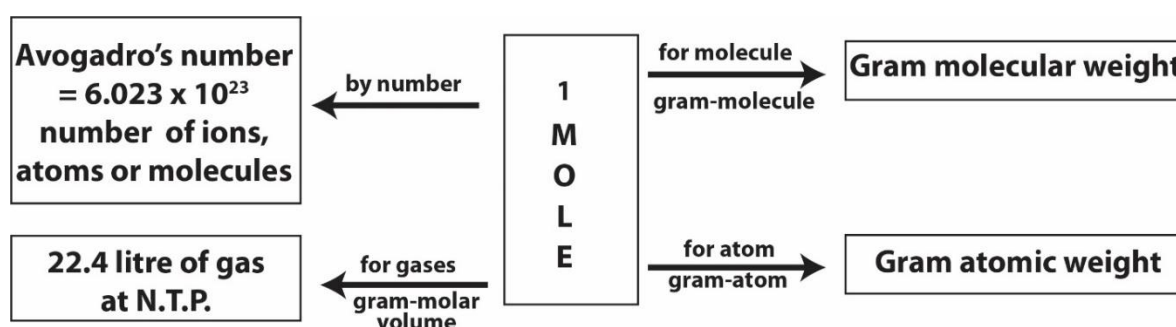 Avogadro's number
= 6.023 x 10²³
number of ions,
atoms or molecules
by number
1
M
O
L
E
for molecule
gram-molecule
Gram molecular weight
22.4 litre of gas
at N.T.P.
for gases
gram-molar
volume
for atom
gram-atom
Gram atomic weight